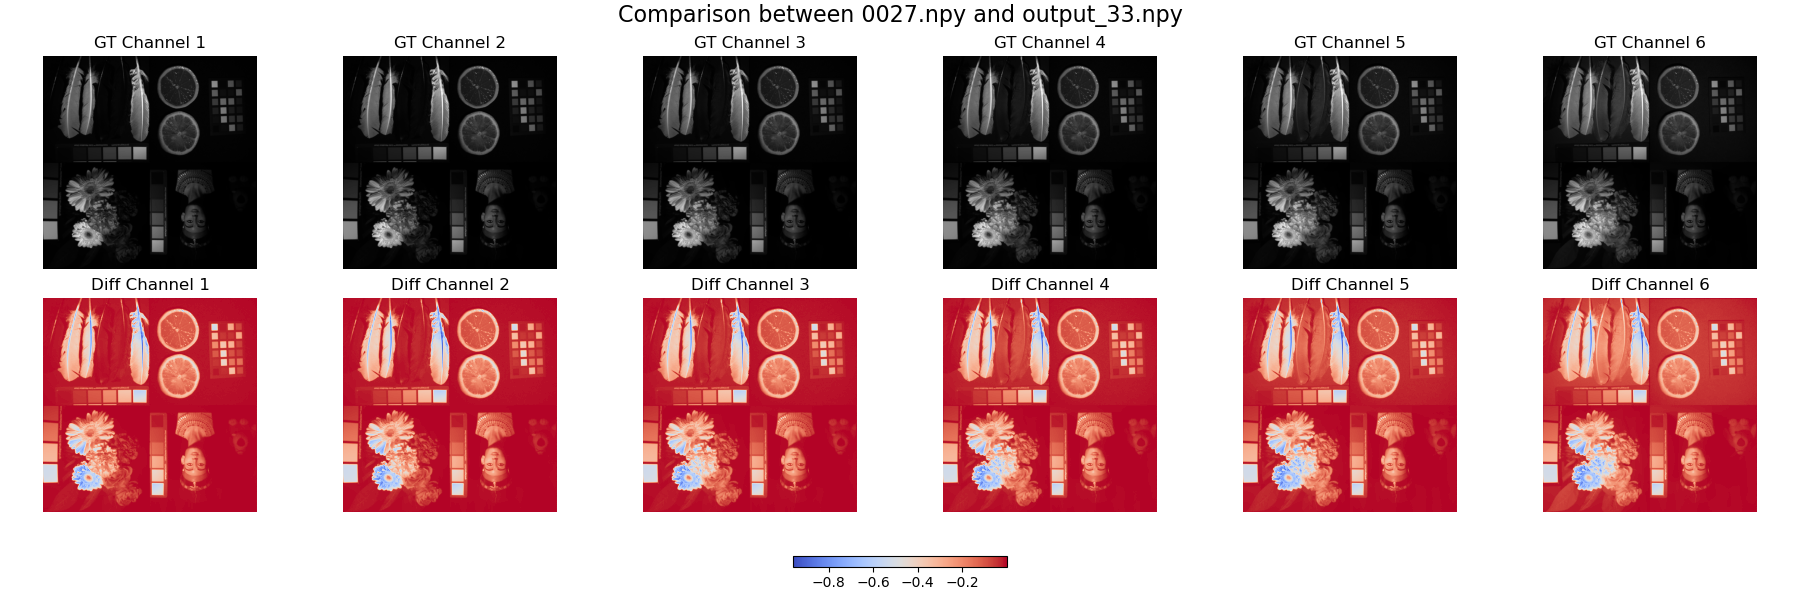 Comparison between 0027.npy and output_33.npy
GT Channel 1
GT Channel 2
GT Channel 3
GT Channel 4
GT Channel 5
GT Channel 6
Diff Channel 1
Diff Channel 2
Diff Channel 3
Diff Channel 4
Diff Channel 5
Diff Channel 6
−0.8 −0.6 −0.4 −0.2